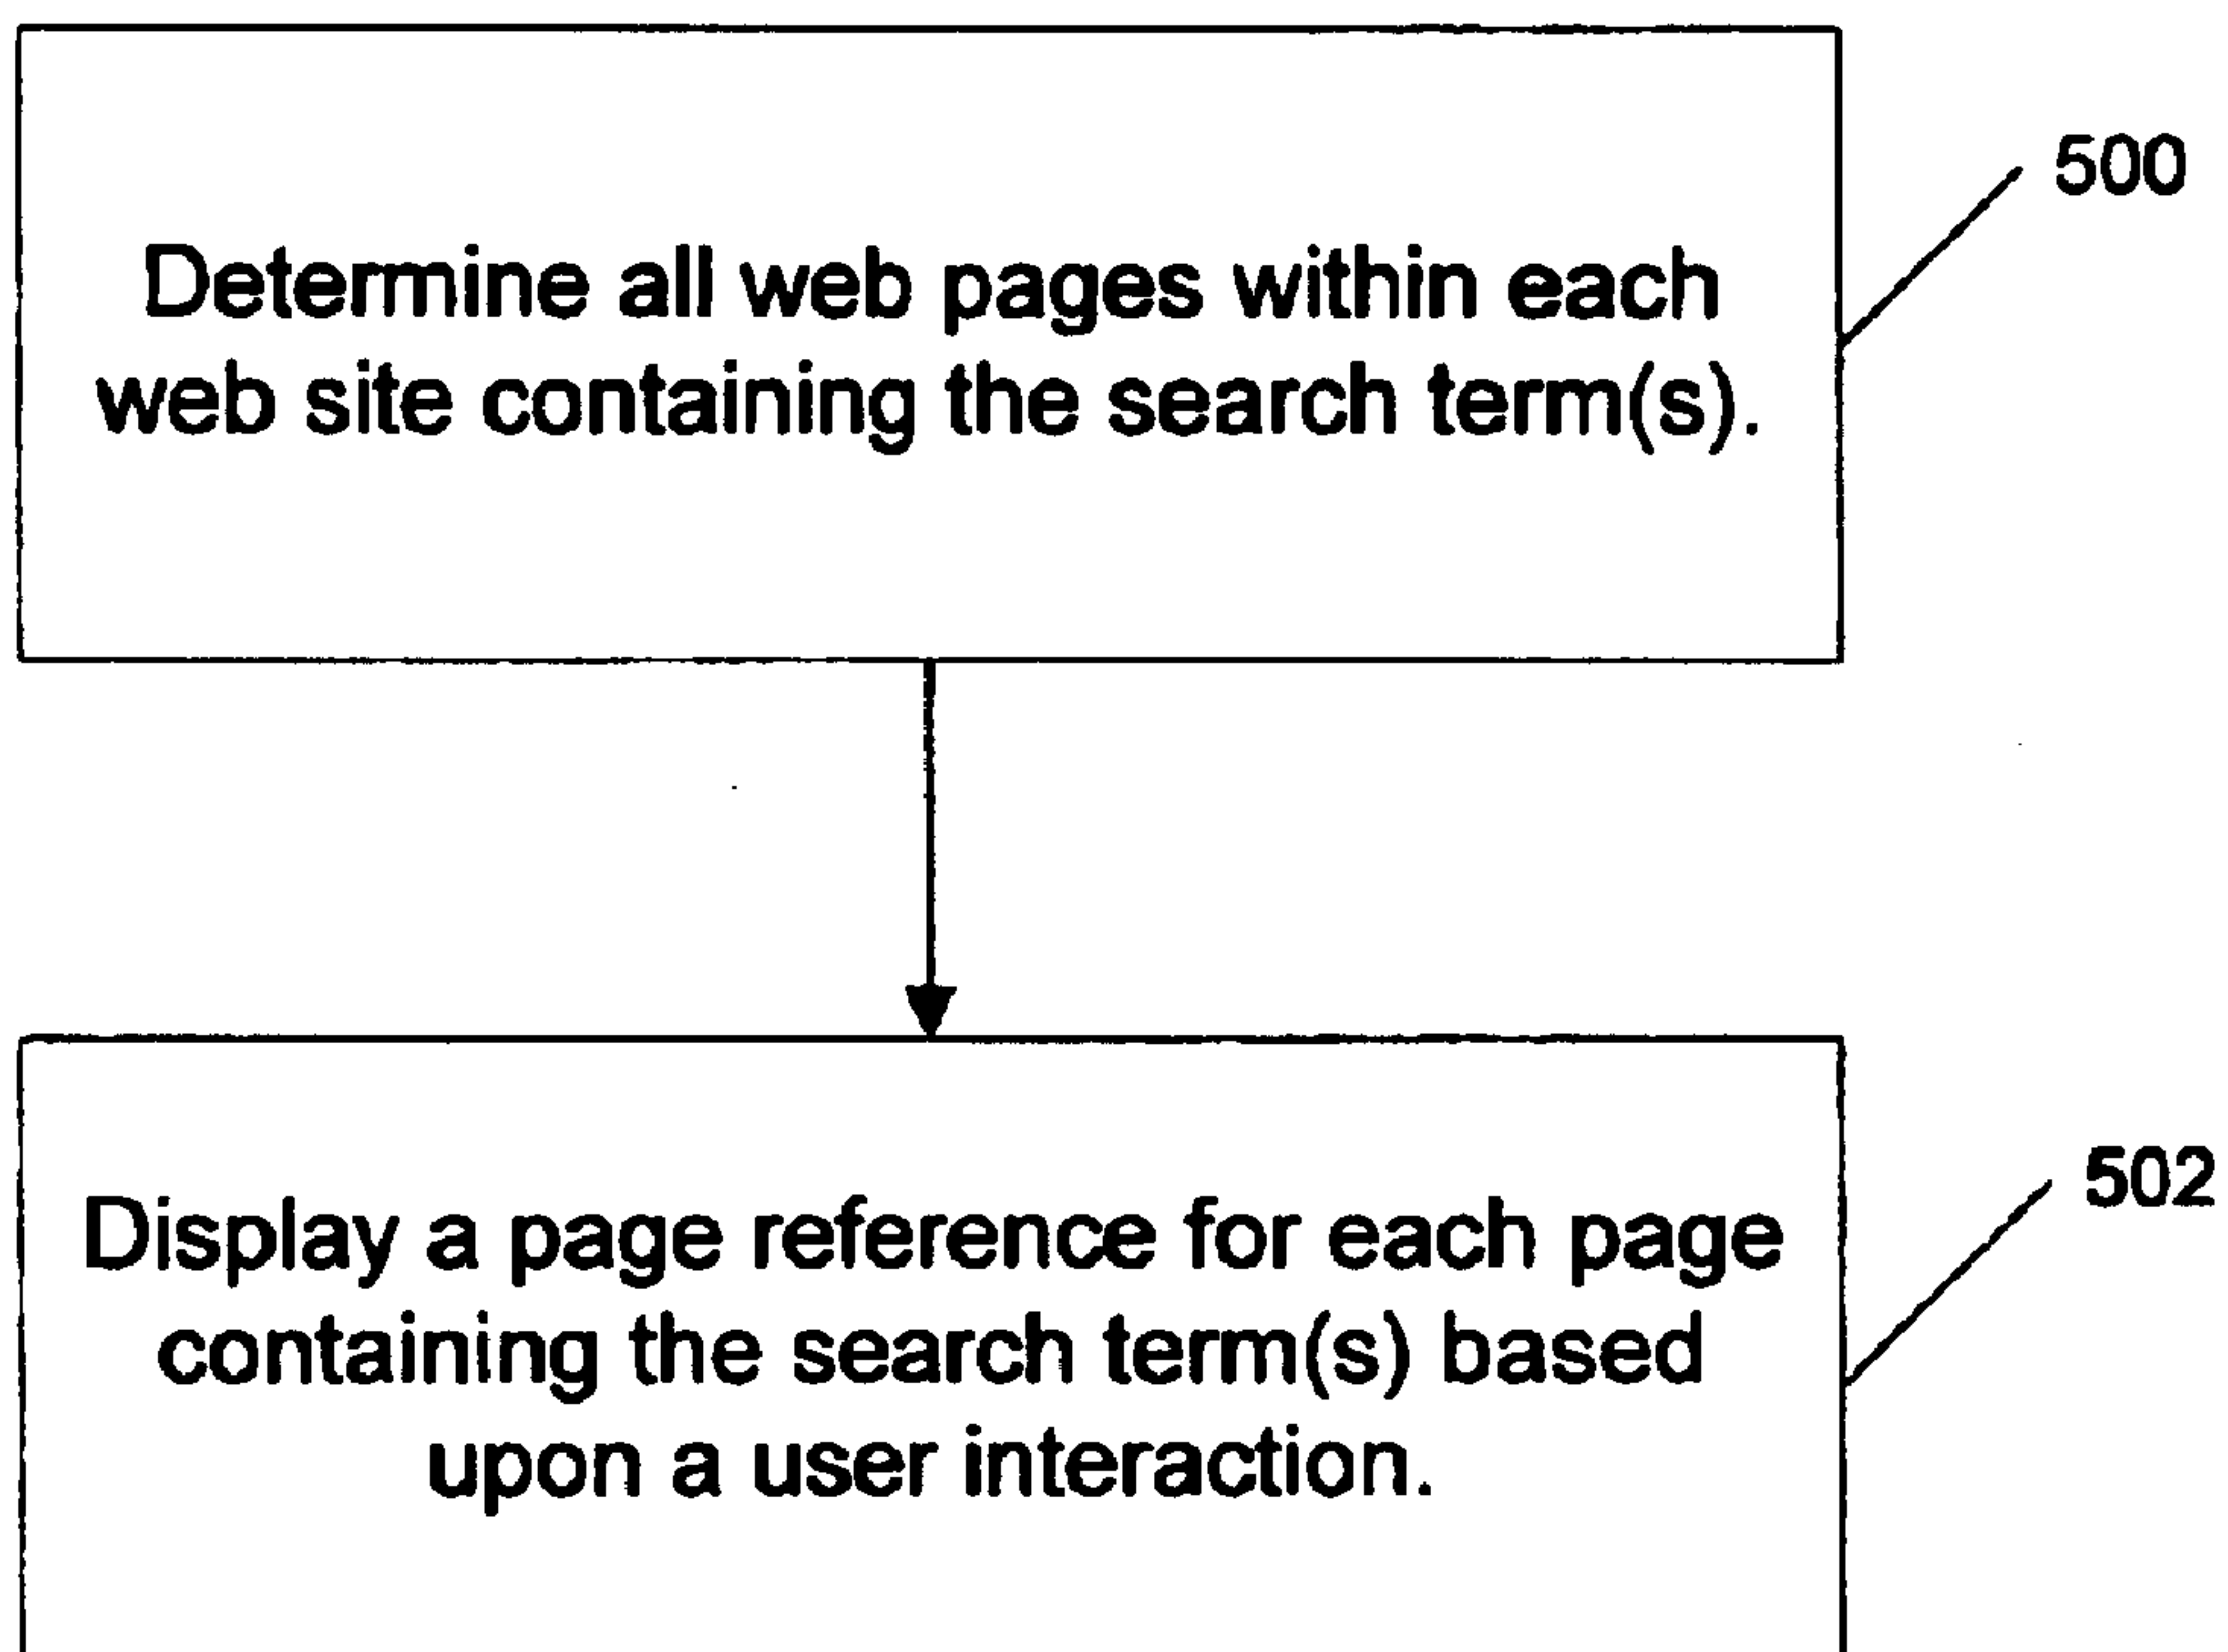 500
Determine all web pages within each
web site containing the search term(s).
502
Display a page reference for each page
containing the search term(s) based
upon a user interaction.